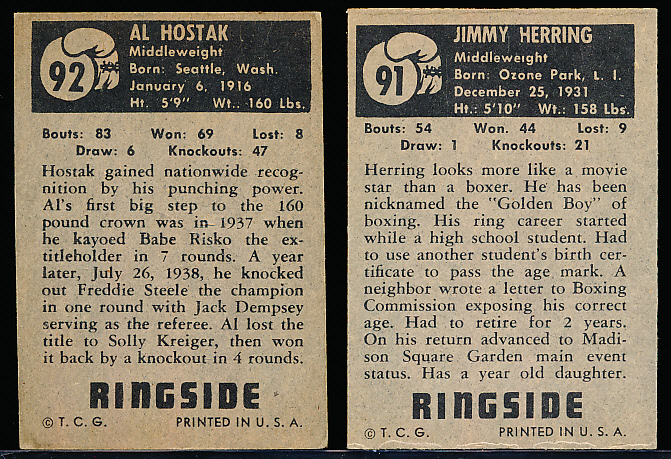 92
AL HOSTAK
Middleweight
Born: Seattle, Wash.
January 6, 1916
Ht. 5'9" Wt.: 160 Lbs.
Bouts: 83 Won: 69 Lost: 8
Draw: 6 Knockouts: 47
Hostak gained nationwide recog-
nition by his punching power.
Al's first big step to the 160
pound crown was in 1937 when
he kayoed Babe Risko the ex-
titleholder in 7 rounds. A year
later, July 26, 1938, he knocked
out Freddie Steele the champion
in one round with Jack Dempsey
serving as the referee. Al lost the
title to Solly Kreiger, then won
it back by a knockout in 4 rounds.
RINGSIDE
© T. C. G. PRINTED IN U. S. A.
91
JIMMY HERRING
Middleweight
Born: Ozone Park, L. I.
December 25, 1931
Ht.: 5'10" Wt.: 158 Lbs.
Bouts: 54 Won. 44 Lost: 9
Draw: 1 Knockouts: 21
Herring looks more like a movie
star than a boxer. He has been
nicknamed the "Golden Boy" of
boxing. His ring career started
while a high school student. Had
to use another student's birth cer-
tificate to pass the age mark. A
neighbor wrote a letter to Boxing
Commission exposing his correct
age. Had to retire for 2 years.
On his return advanced to Madi-
son Square Garden main event
status. Has a year old daughter.
RINGSIDE
© T. C. G. PRINTED IN U. S. A.